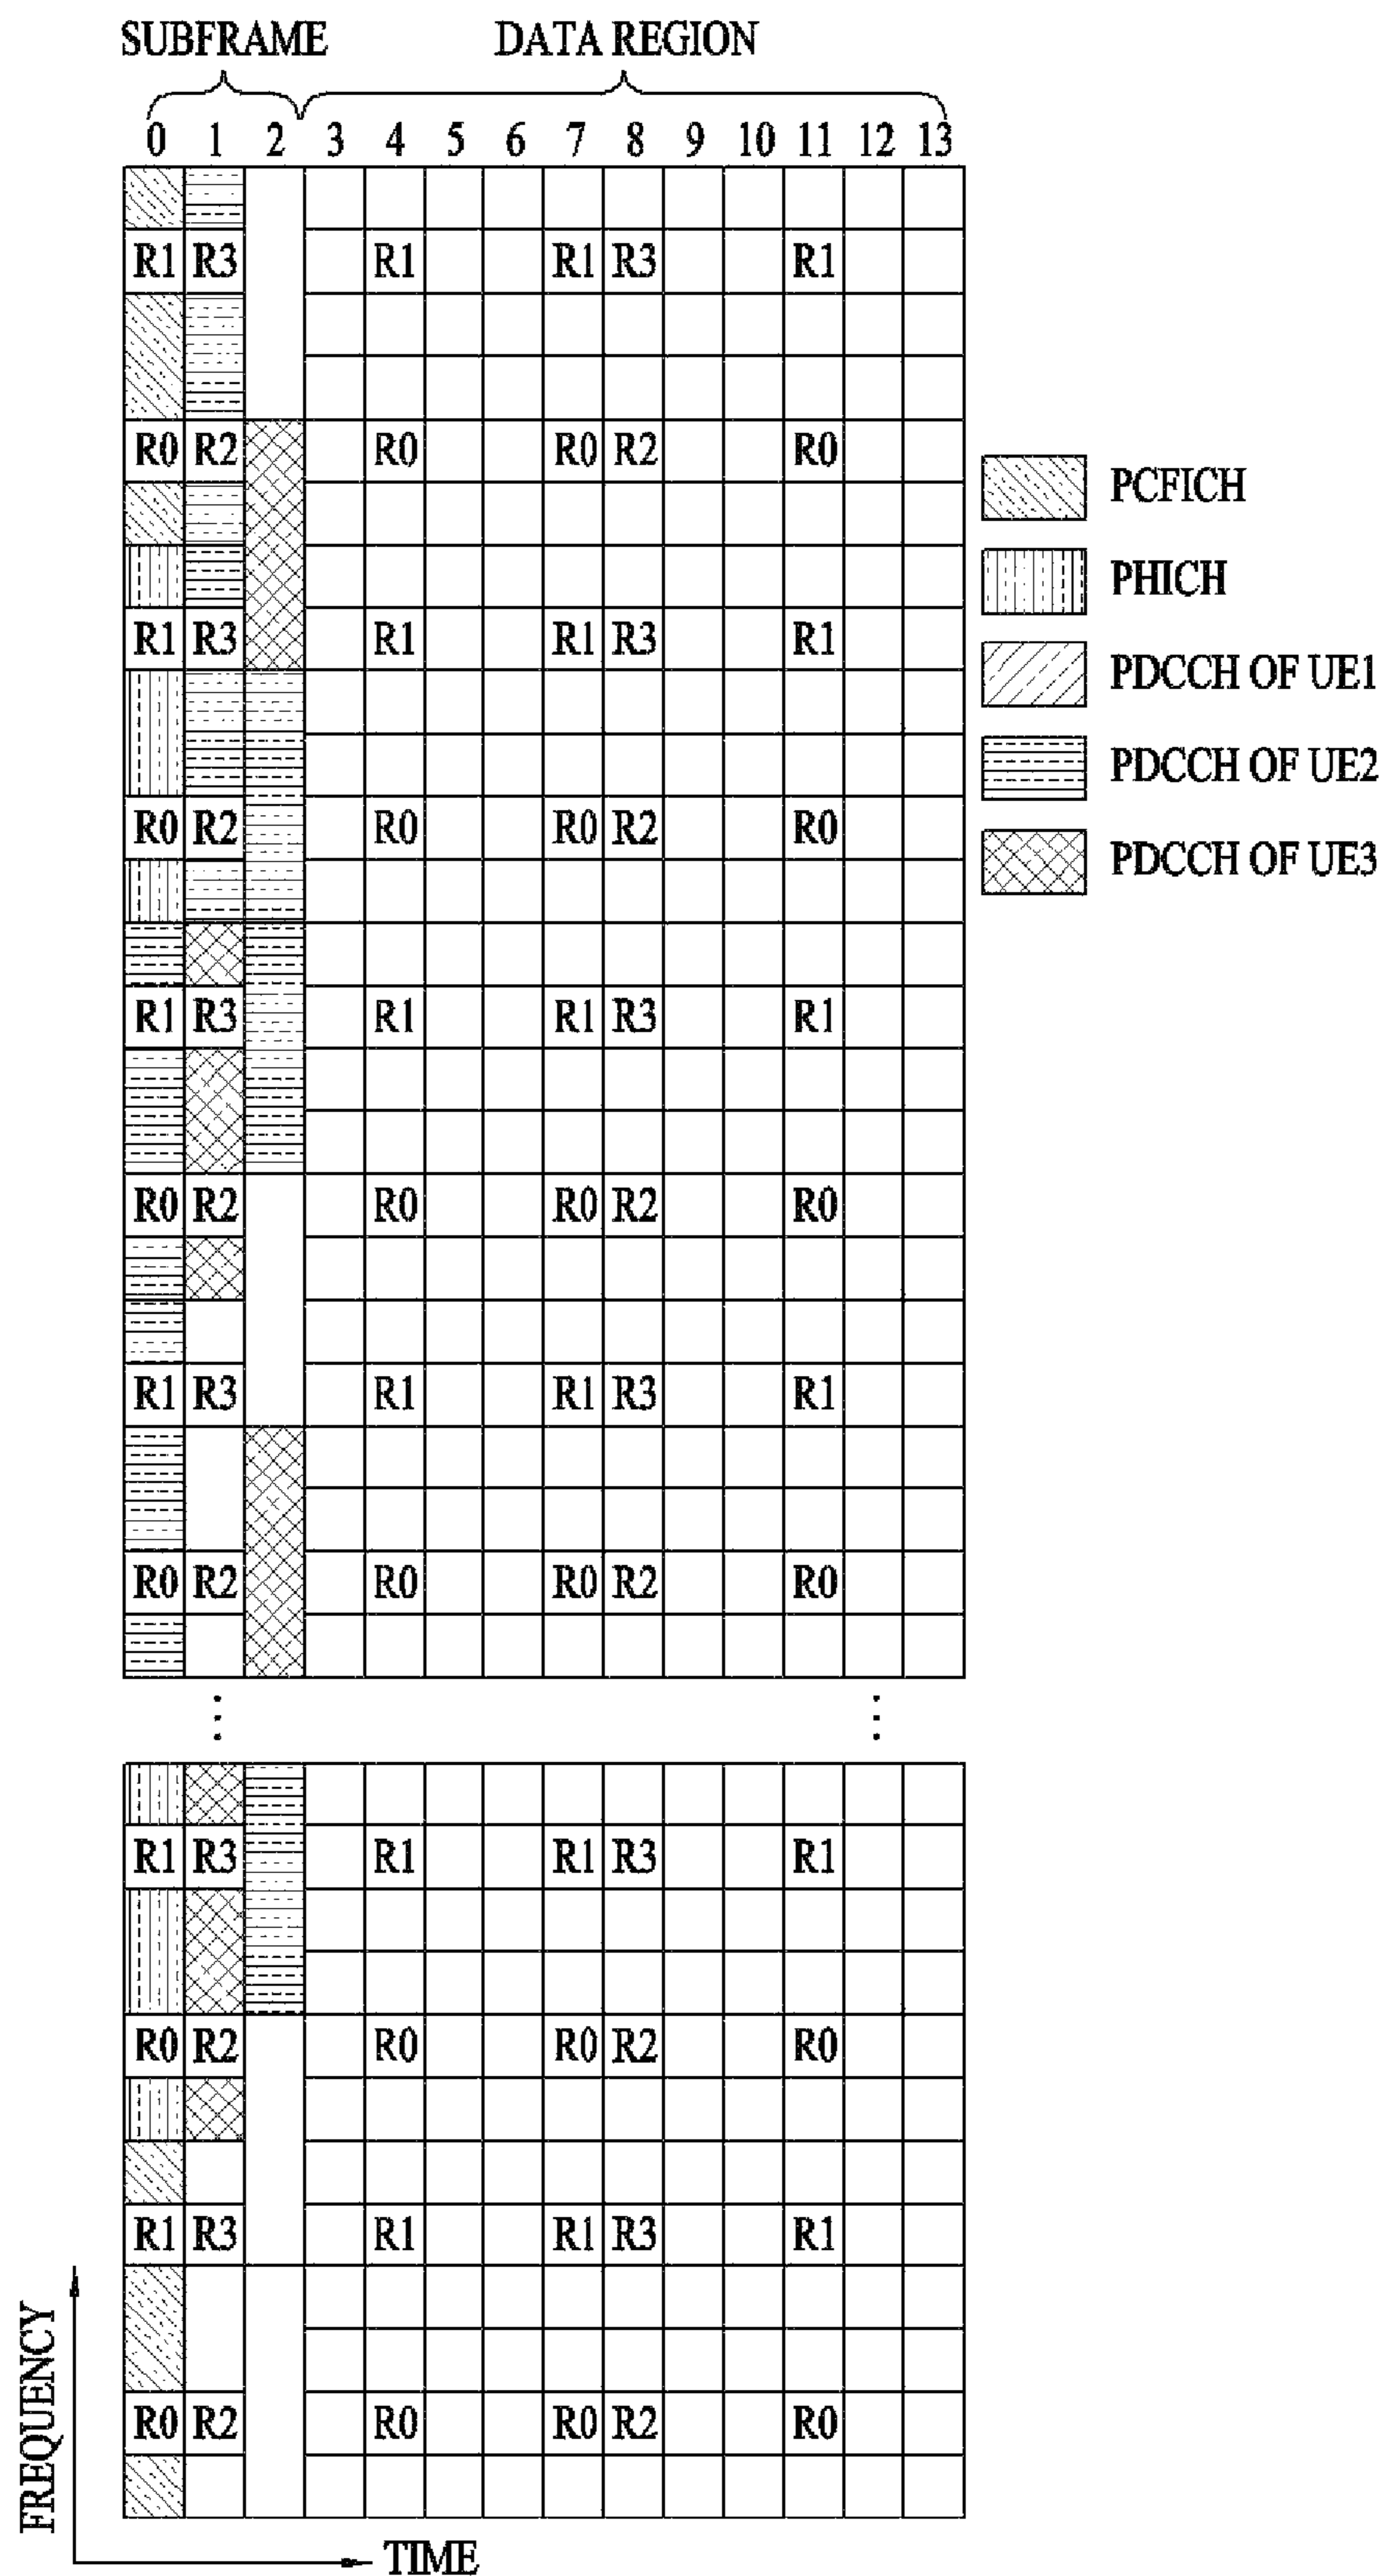 SUBFRAME DATA REGION
0 1 2 3 4 5 6 7 8 9 10 11 12 13
R1 R3 R1 R1 R3 R1
R0 R2 R0 R0 R2 R0
PCFICH
PHICH
R1 R3 R1 R1 R3 R1
PDCCH OF UE1
PDCCH OF UE2
R0 R2 R0 R0 R2 R0
PDCCH OF UE3
R1 R3 R1 R1 R3 R1
R0 R2 R0 R0 R2 R0
R1 R3 R1 R1 R3 R1
R0 R2 R0 R0 R2 R0
⋮ ⋮
R1 R3 R1 R1 R3 R1
R0 R2 R0 R0 R2 R0
R1 R3 R1 R1 R3 R1
R0 R2 R0 R0 R2 R0
FREQUENCY
TIME